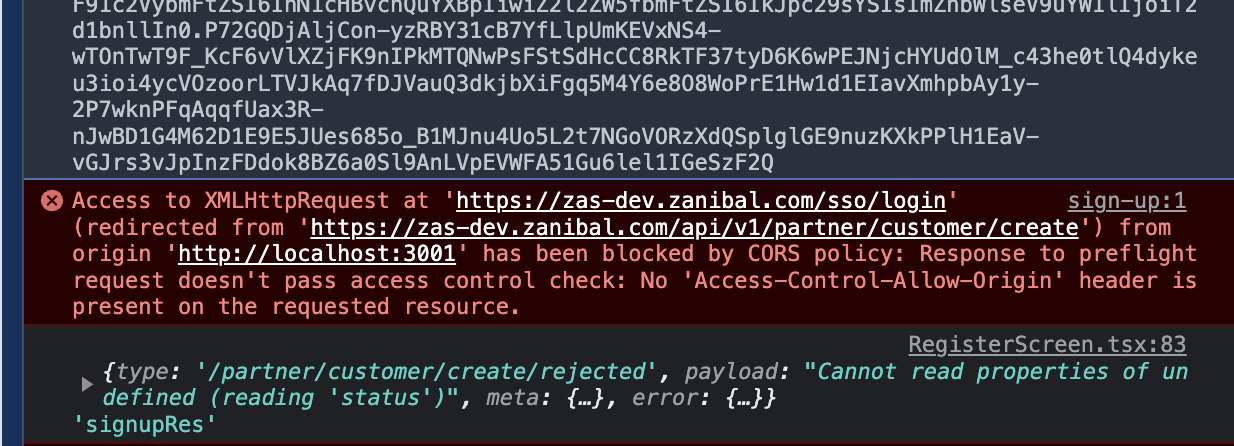 d1bnllIn0.P72GQDjAljCon-yzRBY31cB7YfLlpUmKEVxNS4-
wTOnTwT9F_KcF6vVlXZjFK9nIPkMTQNwPsFStSdHcCC8RkTF37tyD6K6wPEJNjcHYUdOlM_c43he0tlQ4dyke
u3ioi4ycVOzoorLTVJkAq7fDJVauQ3dkjbXiFgq5M4Y6e8O8WoPrE1Hw1d1EIavXmhpbAy1y-
2P7wknPFqAqqfUax3R-
nJwBD1G4M62D1E9E5JUes685o_B1MJnu4Uo5L2t7NGoVORzXdQSplglGE9nuzKXkPPlH1EaV-
vGJrs3vJpInzFDdok8BZ6a0Sl9AnLVpEVWFA51Gu6lel1IGeSzF2Q
Access to XMLHttpRequest at 'https://zas-dev.zanibal.com/sso/login' sign-up:1
(redirected from 'https://zas-dev.zanibal.com/api/v1/partner/customer/create') from
origin 'http://localhost:3001' has been blocked by CORS policy: Response to preflight
request doesn't pass access control check: No 'Access-Control-Allow-Origin' header is
present on the requested resource.
RegisterScreen.tsx:83
{type: '/partner/customer/create/rejected', payload: "Cannot read properties of un
defined (reading 'status')", meta: {…}, error: {…}}
'signupRes'